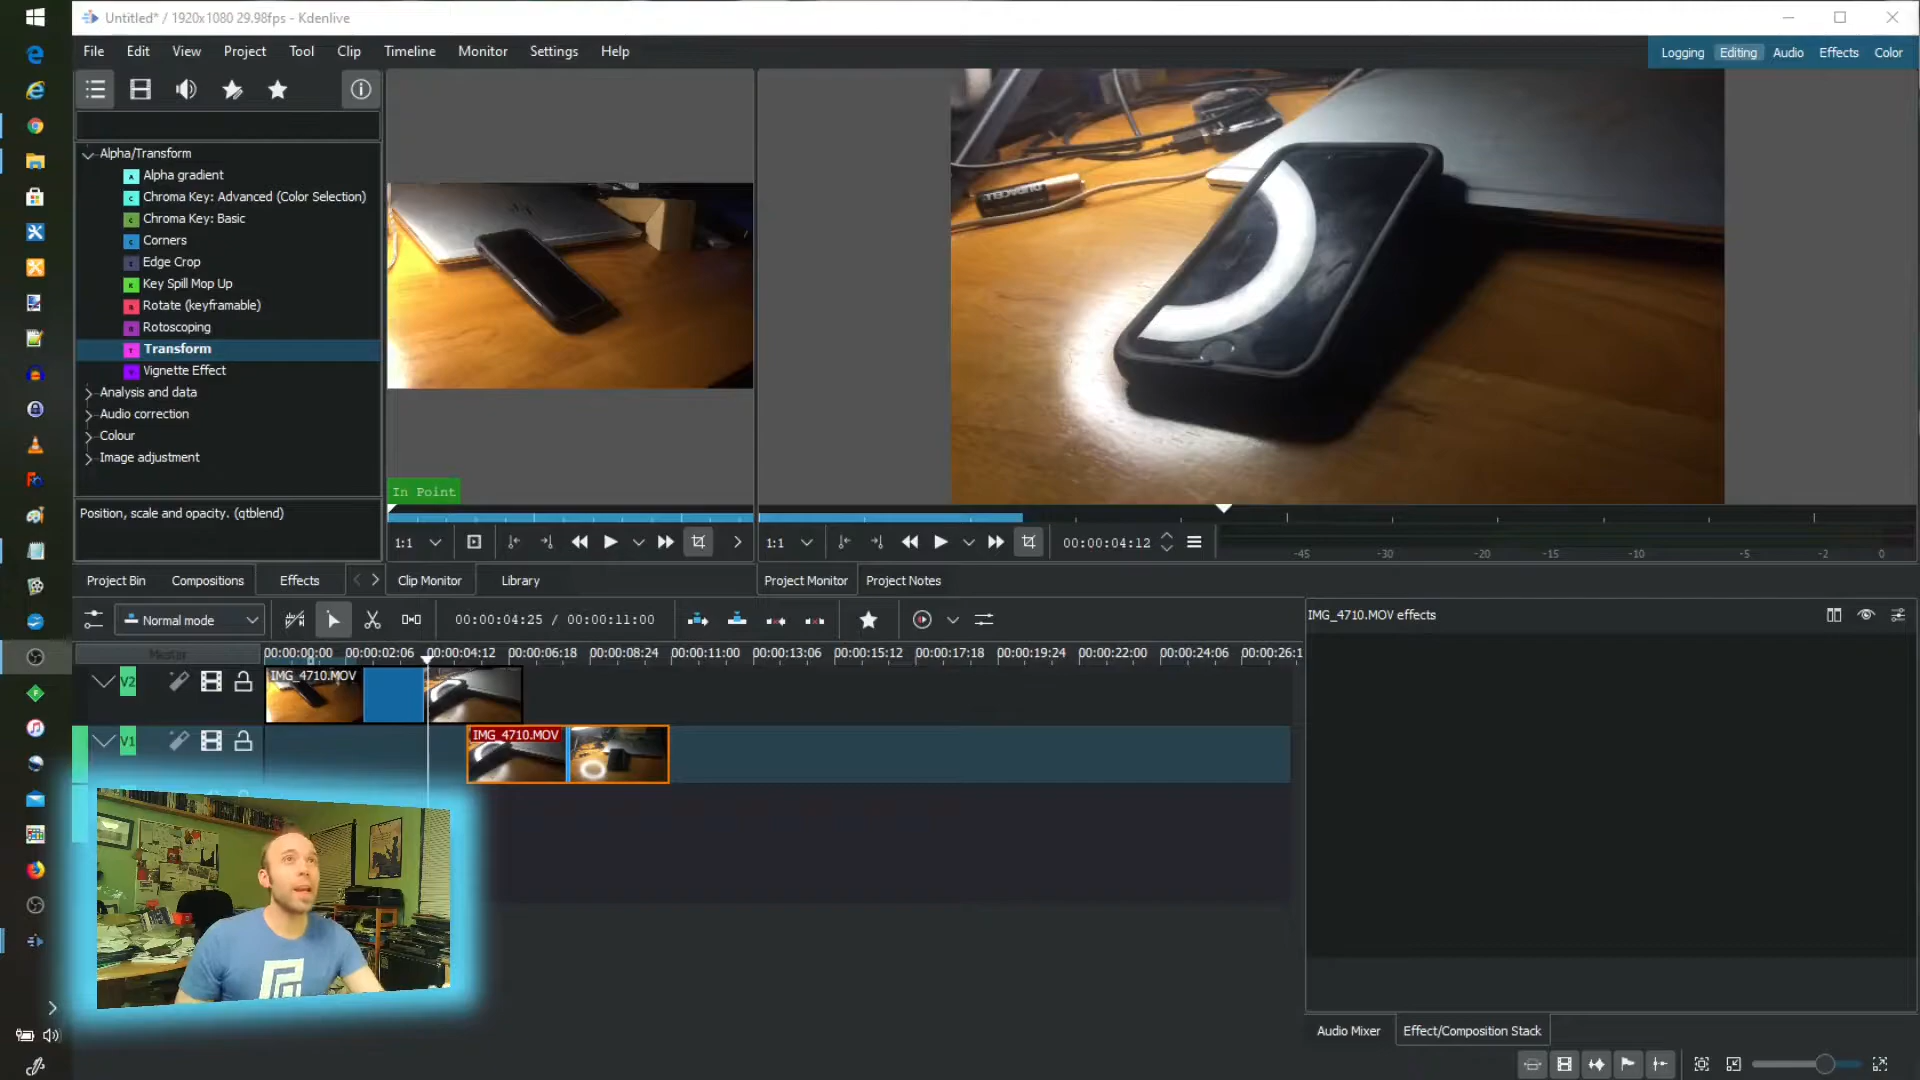 Untitled* / 1920x1080 29.98fps - Kdenlive
File Edit View Project Tool Clip Timeline Monitor Settings Help
Logging Editing Audio Effects Color
Alpha/Transform
Alpha gradient
Chroma Key: Advanced (Color Selection)
Chroma Key: Basic
Corners
Edge Crop
Key Spill Mop Up
Rotate (keyframable)
Rotoscoping
Transform
Vignette Effect
Analysis and data
Audio correction
Colour
Image adjustment
Position, scale and opacity. (qtblend)
DURACELL
In Point
1:1
1:1
00:00:04:12
-45 -30 -20 -15 -10 -5 -2 0
Project Bin Compositions Effects Clip Monitor Library Project Monitor Project Notes
Normal mode
00:00:04:25 / 00:00:11:00
IMG_4710.MOV effects
Master
00:00:00:00 00:00:02:06 00:00:04:12 00:00:06:18 00:00:08:24 00:00:11:00 00:00:13:06 00:00:15:12 00:00:17:18 00:00:19:24 00:00:22:00 00:00:24:06 00:00:26:1
V2
IMG_4710.MOV
V1
IMG_4710.MOV
Audio Mixer Effect/Composition Stack